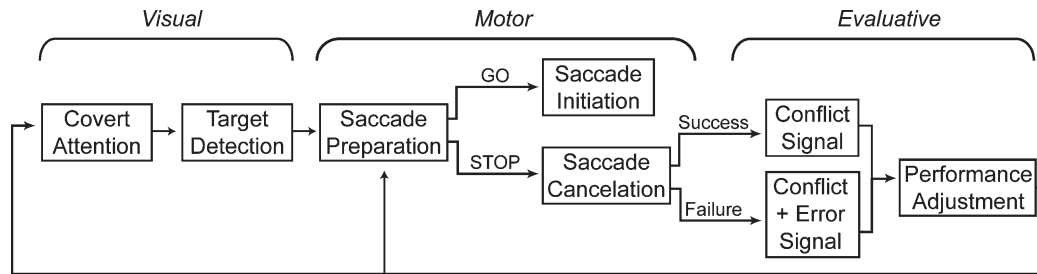 Visual
Motor
Evaluative
Covert
Attention
Target
Detection
Saccade
Preparation
GO
Saccade
Initiation
STOP
Saccade
Cancelation
Success
Conflict
Signal
Failure
Conflict
+ Error
Signal
Performance
Adjustment